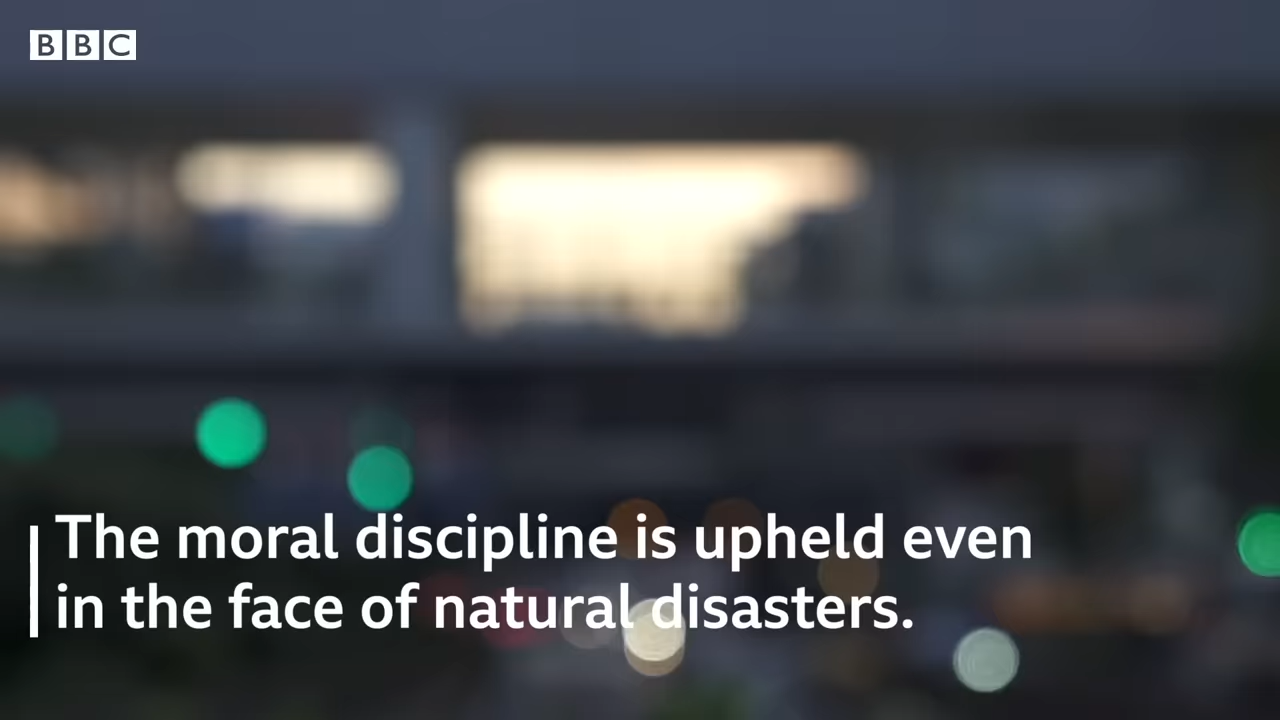 BBC
The moral discipline is upheld even
in the face of natural disasters.